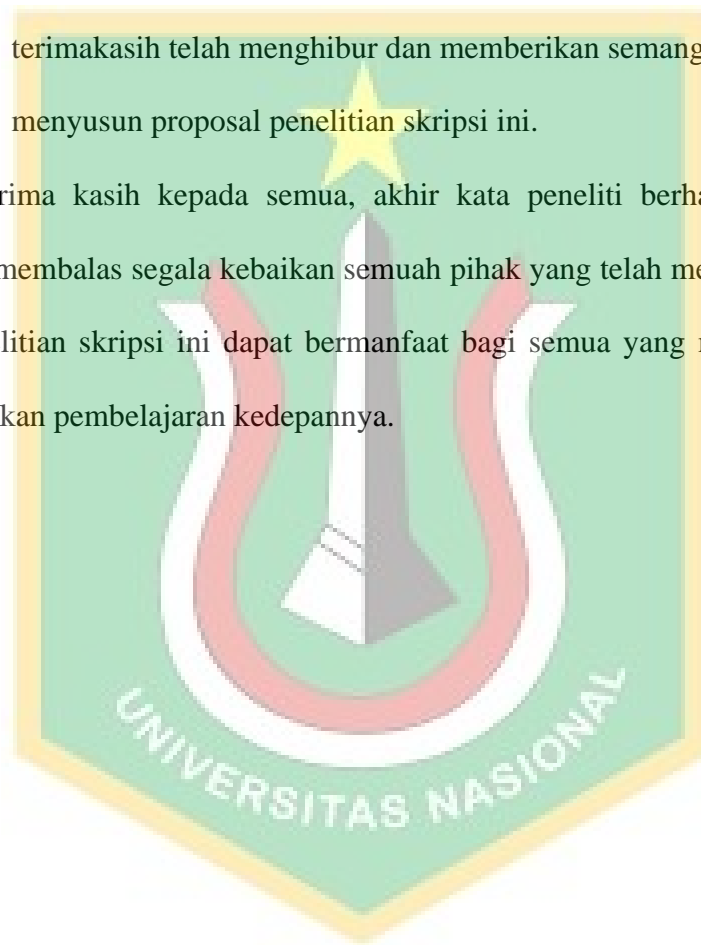 terimakasih telah menghibur dan memberikan semang
menyusun proposal penelitian skripsi ini.
rima kasih kepada semua, akhir kata peneliti berha
membalas segala kebaikan semuah pihak yang telah me
litian skripsi ini dapat bermanfaat bagi semua yang
kan pembelajaran kedepannya.
UNIVERSITAS NASIONAL